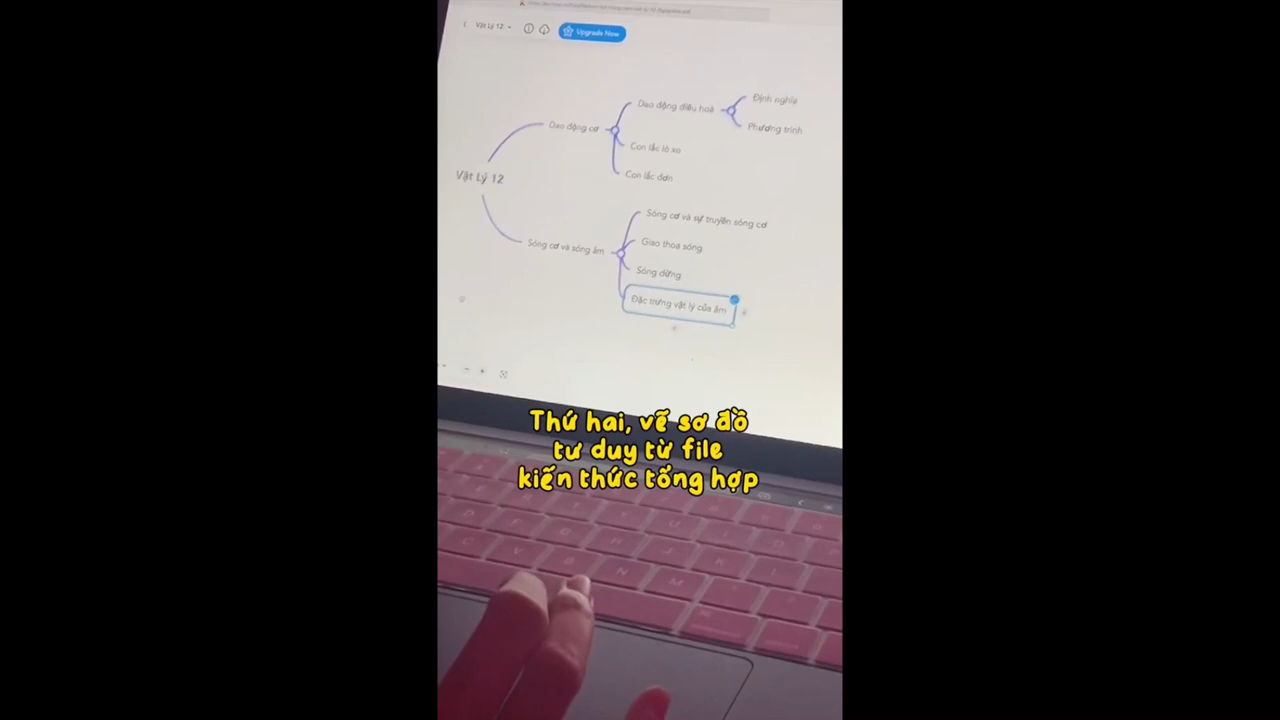 Vật Lý 12
Upgrade Now
Dao động điều hoà
Định nghĩa
Phương trình
Dao động cơ
Con lắc lò xo
Con lắc đơn
Vật Lý 12
Sóng cơ và sự truyền sóng cơ
Giao thoa sóng
Sóng cơ và sóng âm
Sóng dừng
Đặc trưng vật lý của âm
Thứ hai, vẽ sơ đồ
tư duy từ file
kiến thức tổng hợp